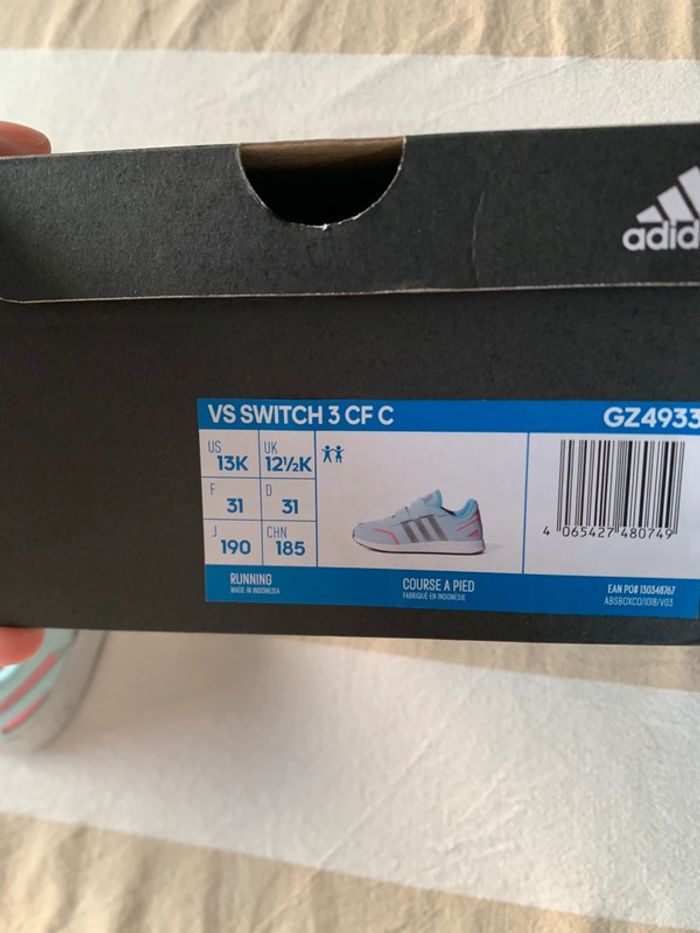 adid
VS SWITCH 3 CF C GZ4933
US 13K UK 12½K
F 31 D 31
J 190 CHN 185
4 065427 480749
RUNNING
MADE IN INDONESIA
COURSE A PIED
FABRIQUÉ EN INDONÉSIE
EAN PO# 130348767
ABSBOXCO/1018/V03